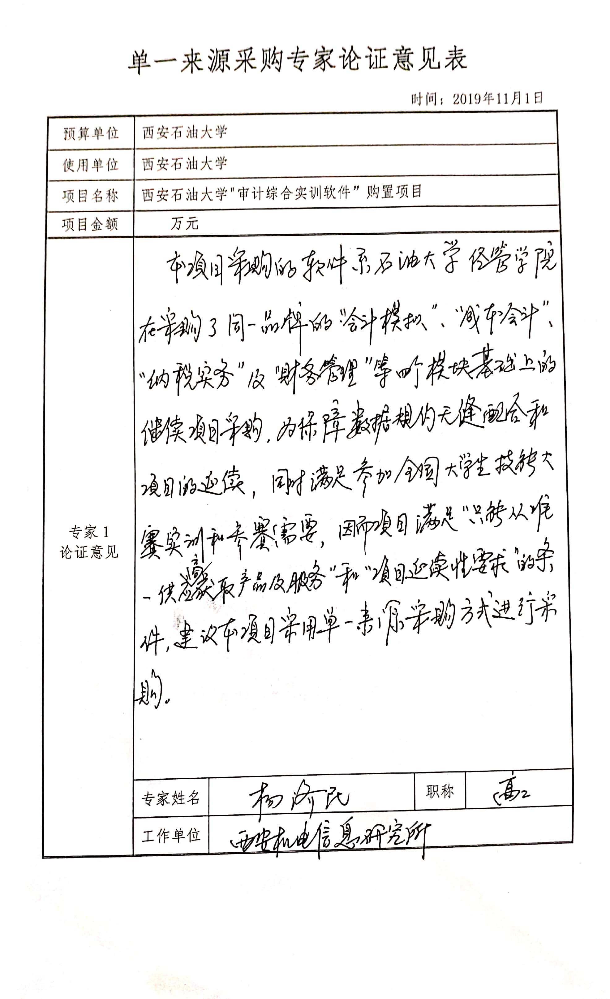 单一来源采购专家论证意见表
时间：2019年11月1日
预算单位 西安石油大学
使用单位 西安石油大学
项目名称 西安石油大学"审计综合实训软件”购置项目
项目金额 万元
专家1
论证意见
本项目采购的软件系石油大学经管学院
在采购了同一品牌的“会计模拟”、“成本会计”、
“纳税实务”及“财务管理”等四个模块基础上的
继续项目采购，为保障数据规约无缝配合和
项目的延续，同时满足参加全国大学生技能大
赛实训和参赛需要，因而项目满足“只能从唯
一供应商获取产品及服务”和“项目延续性要求”的条
件，建议本项目采用单一来源采购方式进行采
购。
专家姓名 杨济民 职称 高工
工作单位 西安机电信息研究所